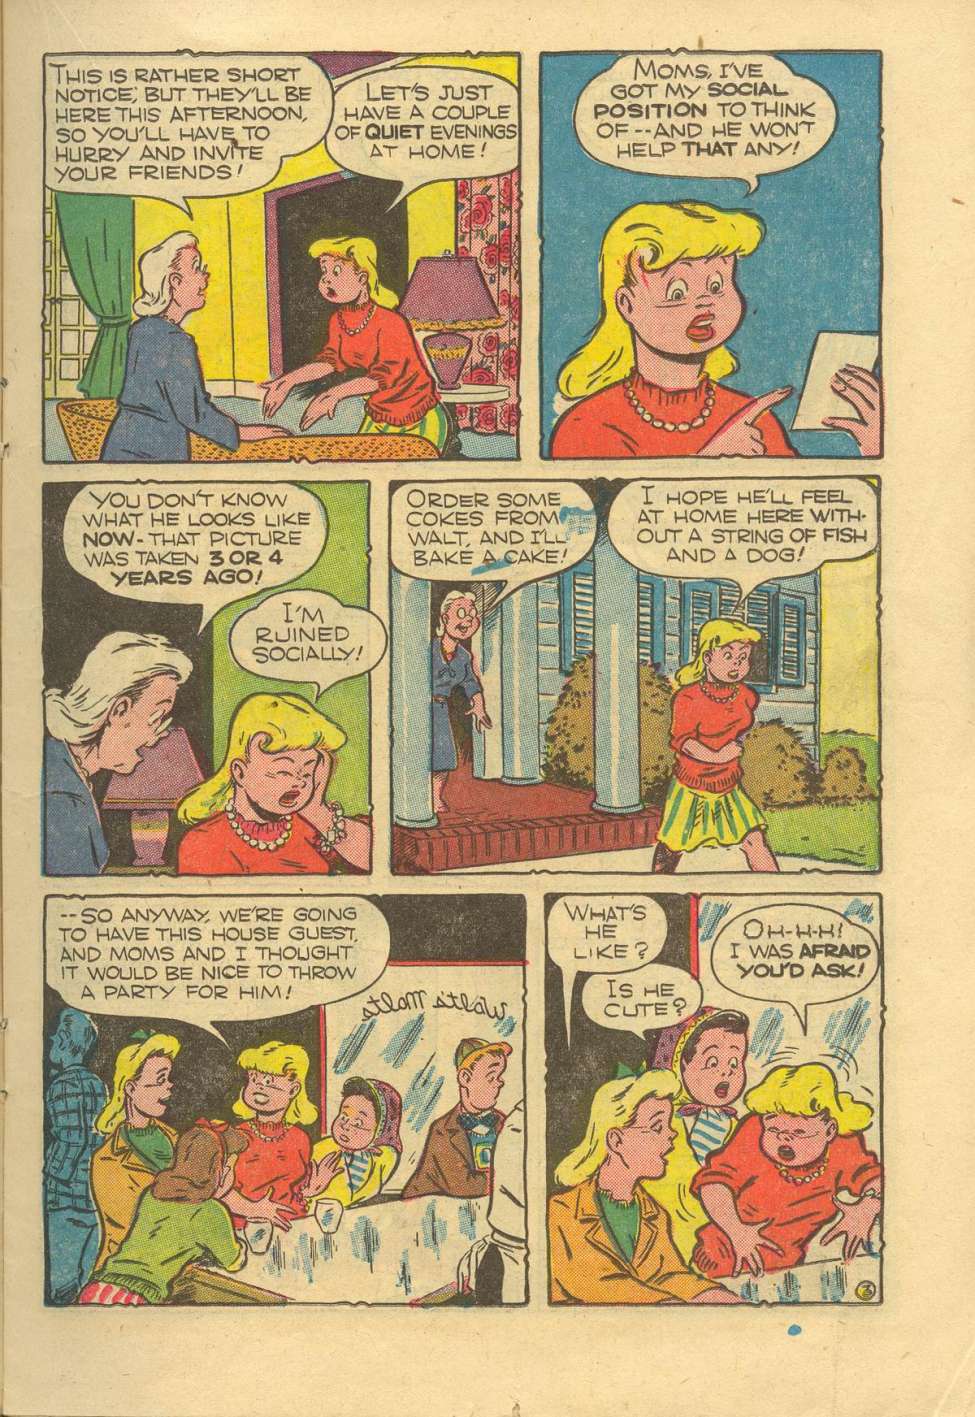 THIS IS RATHER SHORT
NOTICE, BUT THEY'LL BE
HERE THIS AFTERNOON,
SO YOU'LL HAVE TO
HURRY AND INVITE
YOUR FRIENDS!
LET'S JUST
HAVE A COUPLE
OF QUIET EVENINGS
AT HOME!
MOMS, I'VE
GOT MY SOCIAL
POSITION TO THINK
OF--AND HE WON'T
HELP THAT ANY!
YOU DON'T KNOW
WHAT HE LOOKS LIKE
NOW-THAT PICTURE
WAS TAKEN 3 OR 4
YEARS AGO!
I'M
RUINED
SOCIALLY!
ORDER SOME
COKES FROM
WALT, AND I'LL
BAKE A CAKE!
I HOPE HE'LL FEEL
AT HOME HERE WITH-
OUT A STRING OF FISH
AND A DOG!
--SO ANYWAY, WE'RE GOING
TO HAVE THIS HOUSE GUEST,
AND MOMS AND I THOUGHT
IT WOULD BE NICE TO THROW
A PARTY FOR HIM!
Walt's Malts
WHAT'S
HE
LIKE?
IS HE
CUTE?
OH-H-H!
I WAS AFRAID
YOU'D ASK!
3